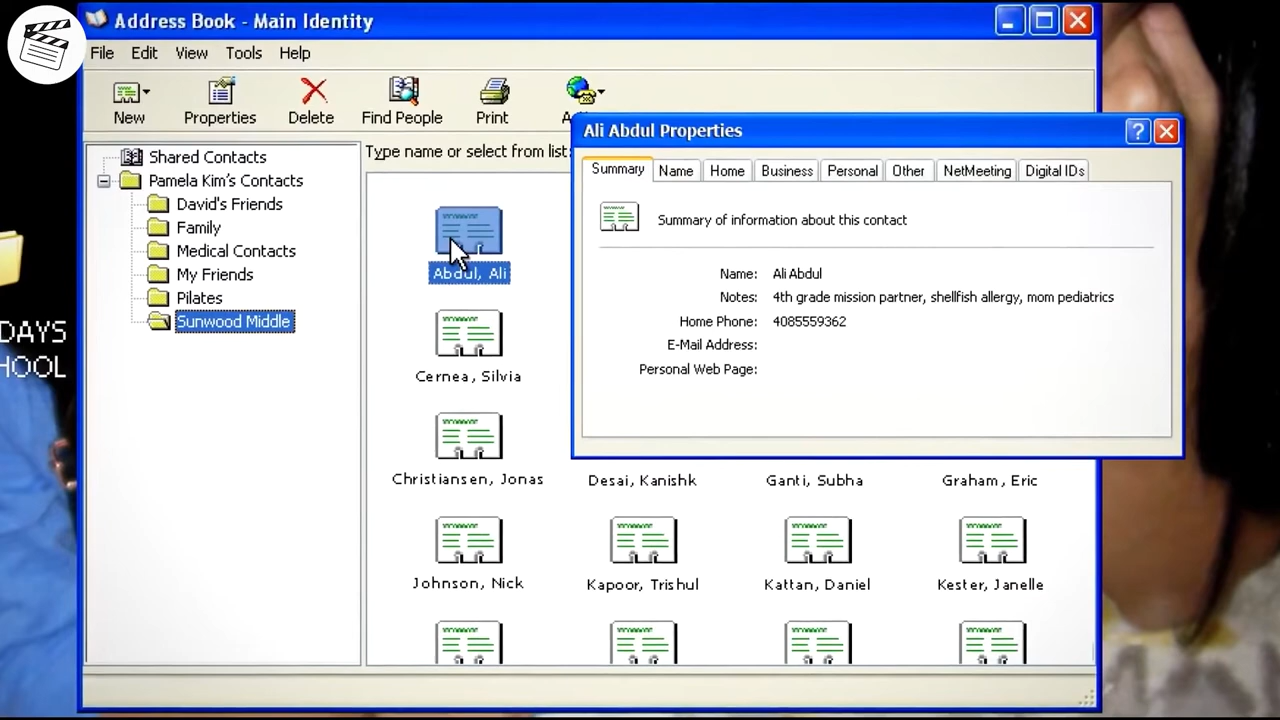 Address Book - Main Identity
File Edit View Tools Help
New Properties Delete Find People Print
Type name or select from list:
Shared Contacts
Pamela Kim's Contacts
David's Friends
Family
Medical Contacts
My Friends
Pilates
Sunwood Middle
DAYS
HOOL
Abdul, Ali
Cernea, Silvia
Christiansen, Jonas Desai, Kanishk Ganti, Subha Graham, Eric
Johnson, Nick Kapoor, Trishul Kattan, Daniel Kester, Janelle
Ali Abdul Properties
Summary Name Home Business Personal Other NetMeeting Digital IDs
Summary of information about this contact
Name: Ali Abdul
Notes: 4th grade mission partner, shellfish allergy, mom pediatrics
Home Phone: 4085559362
E-Mail Address:
Personal Web Page: